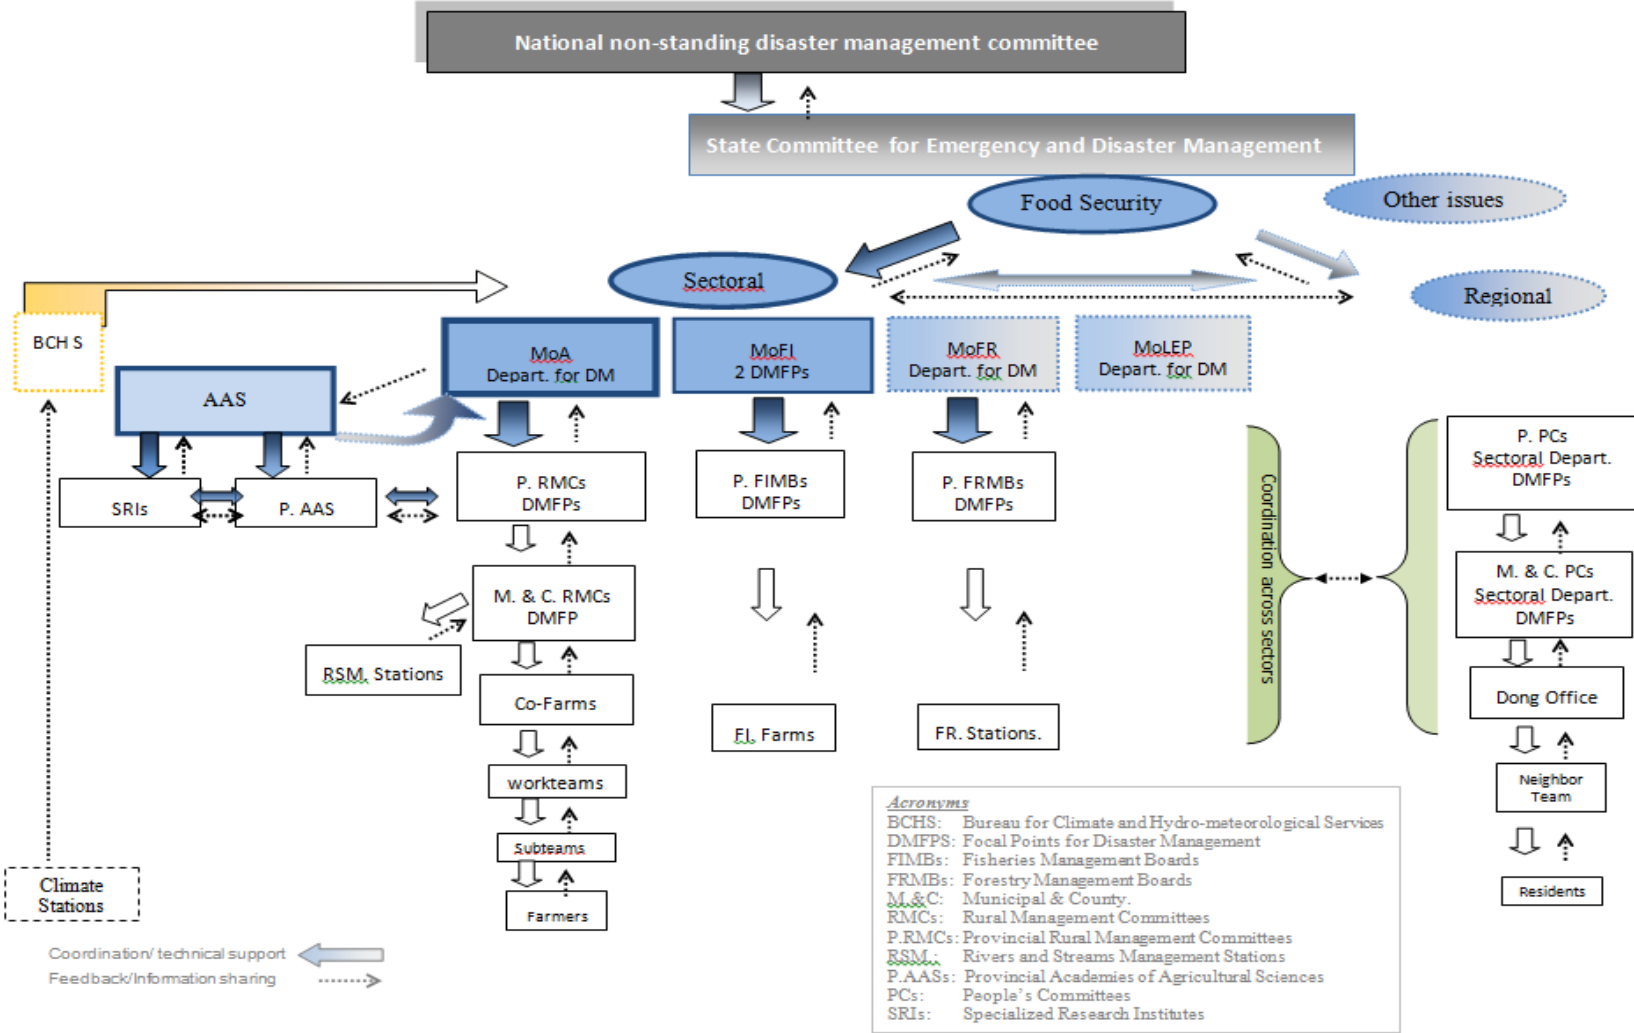 National non-standing disaster management committee
State Committee for Emergency and Disaster Management
Food Security
Other issues
Sectoral
Regional
BCH S
MoA
Depart. for DM
MoFI
2 DMFPs
MoFR
Depart. for DM
MoLEP
Depart. for DM
AAS
SRIs
P. AAS
P. RMCs
DMFPs
P. FIMBs
DMFPs
P. FRMBs
DMFPs
P. PCs
Sectoral Depart.
DMFPs
M. & C. RMCs
DMFP
M. & C. PCs
Sectoral Depart.
DMFPs
Coordination across sectors
RSM. Stations
Co-Farms
FI. Farms
FR. Stations.
Dong Office
workteams
Neighbor
Team
Subteams
Farmers
Residents
Climate
Stations
Coordination/ technical support
Feedback/Information sharing
Acronyms
BCHS: Bureau for Climate and Hydro-meteorological Services
DMFPS: Focal Points for Disaster Management
FIMBs: Fisheries Management Boards
FRMBs: Forestry Management Boards
M.&C: Municipal & County.
RMCs: Rural Management Committees
P.RMCs: Provincial Rural Management Committees
RSM.: Rivers and Streams Management Stations
P.AASs: Provincial Academies of Agricultural Sciences
PCs: People's Committees
SRIs: Specialized Research Institutes